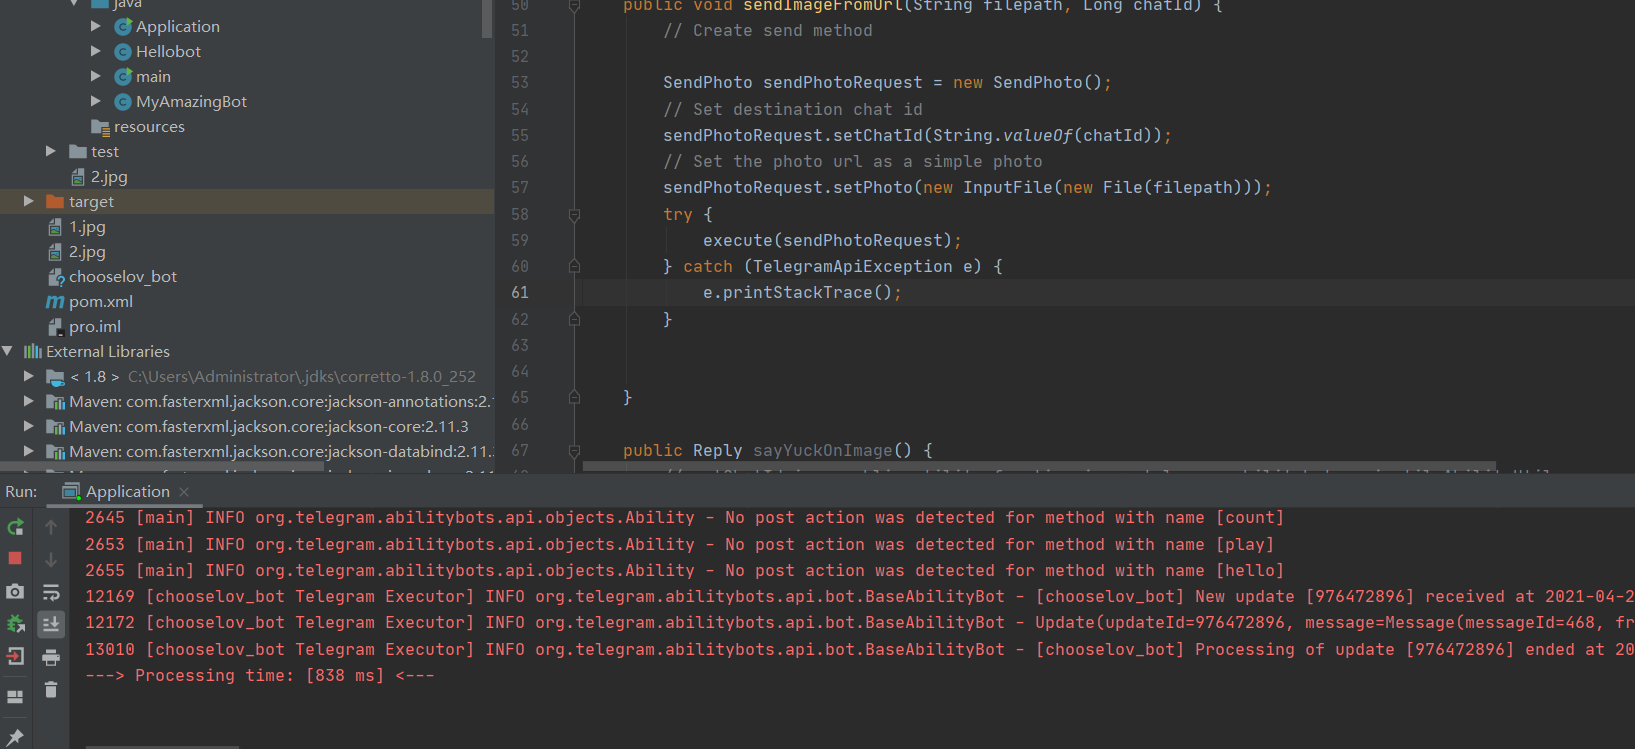 java
Application
Hellobot
main
MyAmazingBot
resources
test
2.jpg
target
1.jpg
2.jpg
chooselov_bot
pom.xml
pro.iml
External Libraries
< 1.8 > C:\Users\Administrator\.jdks\corretto-1.8.0_252
Maven: com.fasterxml.jackson.core:jackson-annotations:2.
Maven: com.fasterxml.jackson.core:jackson-core:2.11.3
Maven: com.fasterxml.jackson.core:jackson-databind:2.11.
50 public void sendImageFromUrl(String filepath, Long chatId) {
51 // Create send method
52
53 SendPhoto sendPhotoRequest = new SendPhoto();
54 // Set destination chat id
55 sendPhotoRequest.setChatId(String.valueOf(chatId));
56 // Set the photo url as a simple photo
57 sendPhotoRequest.setPhoto(new InputFile(new File(filepath)));
58 try {
59 execute(sendPhotoRequest);
60 } catch (TelegramApiException e) {
61 e.printStackTrace();
62 }
63
64
65 }
66
67 public Reply sayYuckOnImage() {
Run: Application
2645 [main] INFO org.telegram.abilitybots.api.objects.Ability - No post action was detected for method with name [count]
2653 [main] INFO org.telegram.abilitybots.api.objects.Ability - No post action was detected for method with name [play]
2655 [main] INFO org.telegram.abilitybots.api.objects.Ability - No post action was detected for method with name [hello]
12169 [chooselov_bot Telegram Executor] INFO org.telegram.abilitybots.api.bot.BaseAbilityBot - [chooselov_bot] New update [976472896] received at 2021-04-2
12172 [chooselov_bot Telegram Executor] INFO org.telegram.abilitybots.api.bot.BaseAbilityBot - Update(updateId=976472896, message=Message(messageId=468, fr
13010 [chooselov_bot Telegram Executor] INFO org.telegram.abilitybots.api.bot.BaseAbilityBot - [chooselov_bot] Processing of update [976472896] ended at 20
---> Processing time: [838 ms] <---